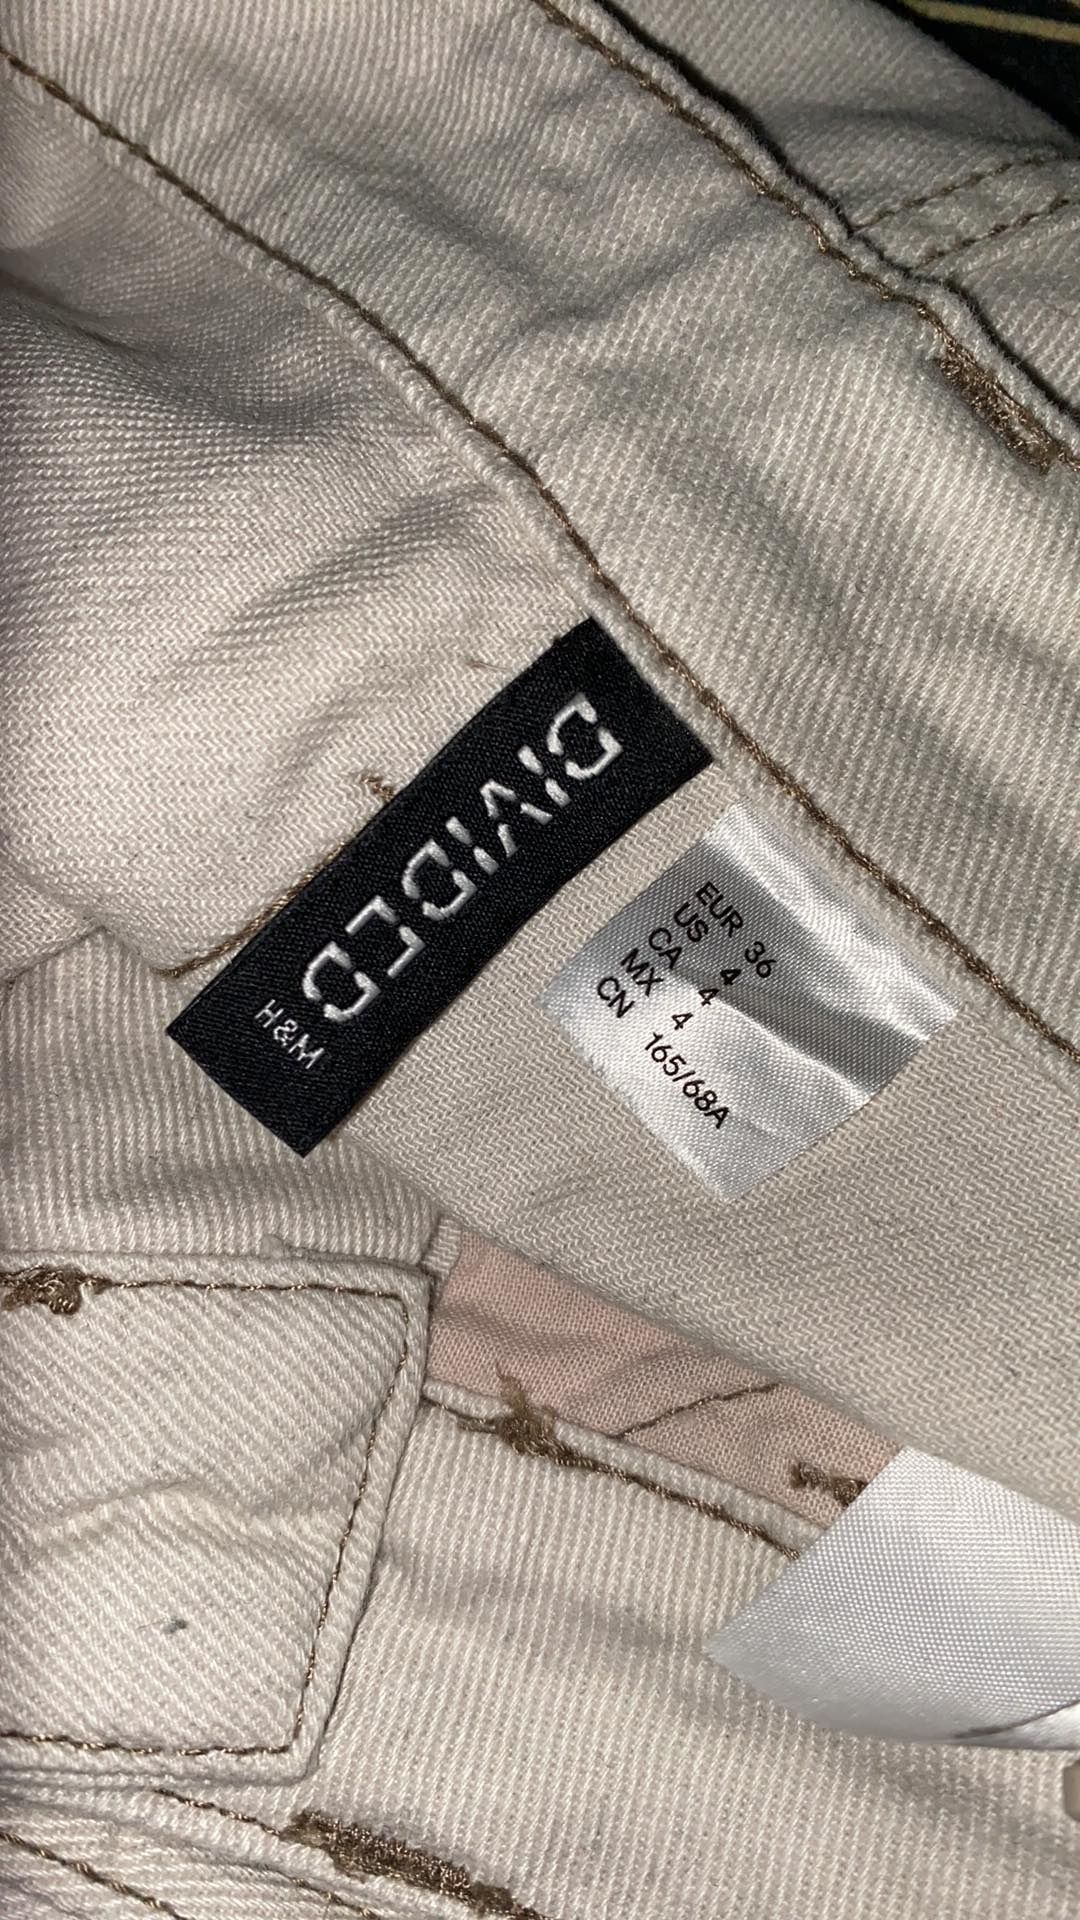 DIVIDED
H&M
EUR 36
US 4
CA 4
MX 4
CN 165/68A